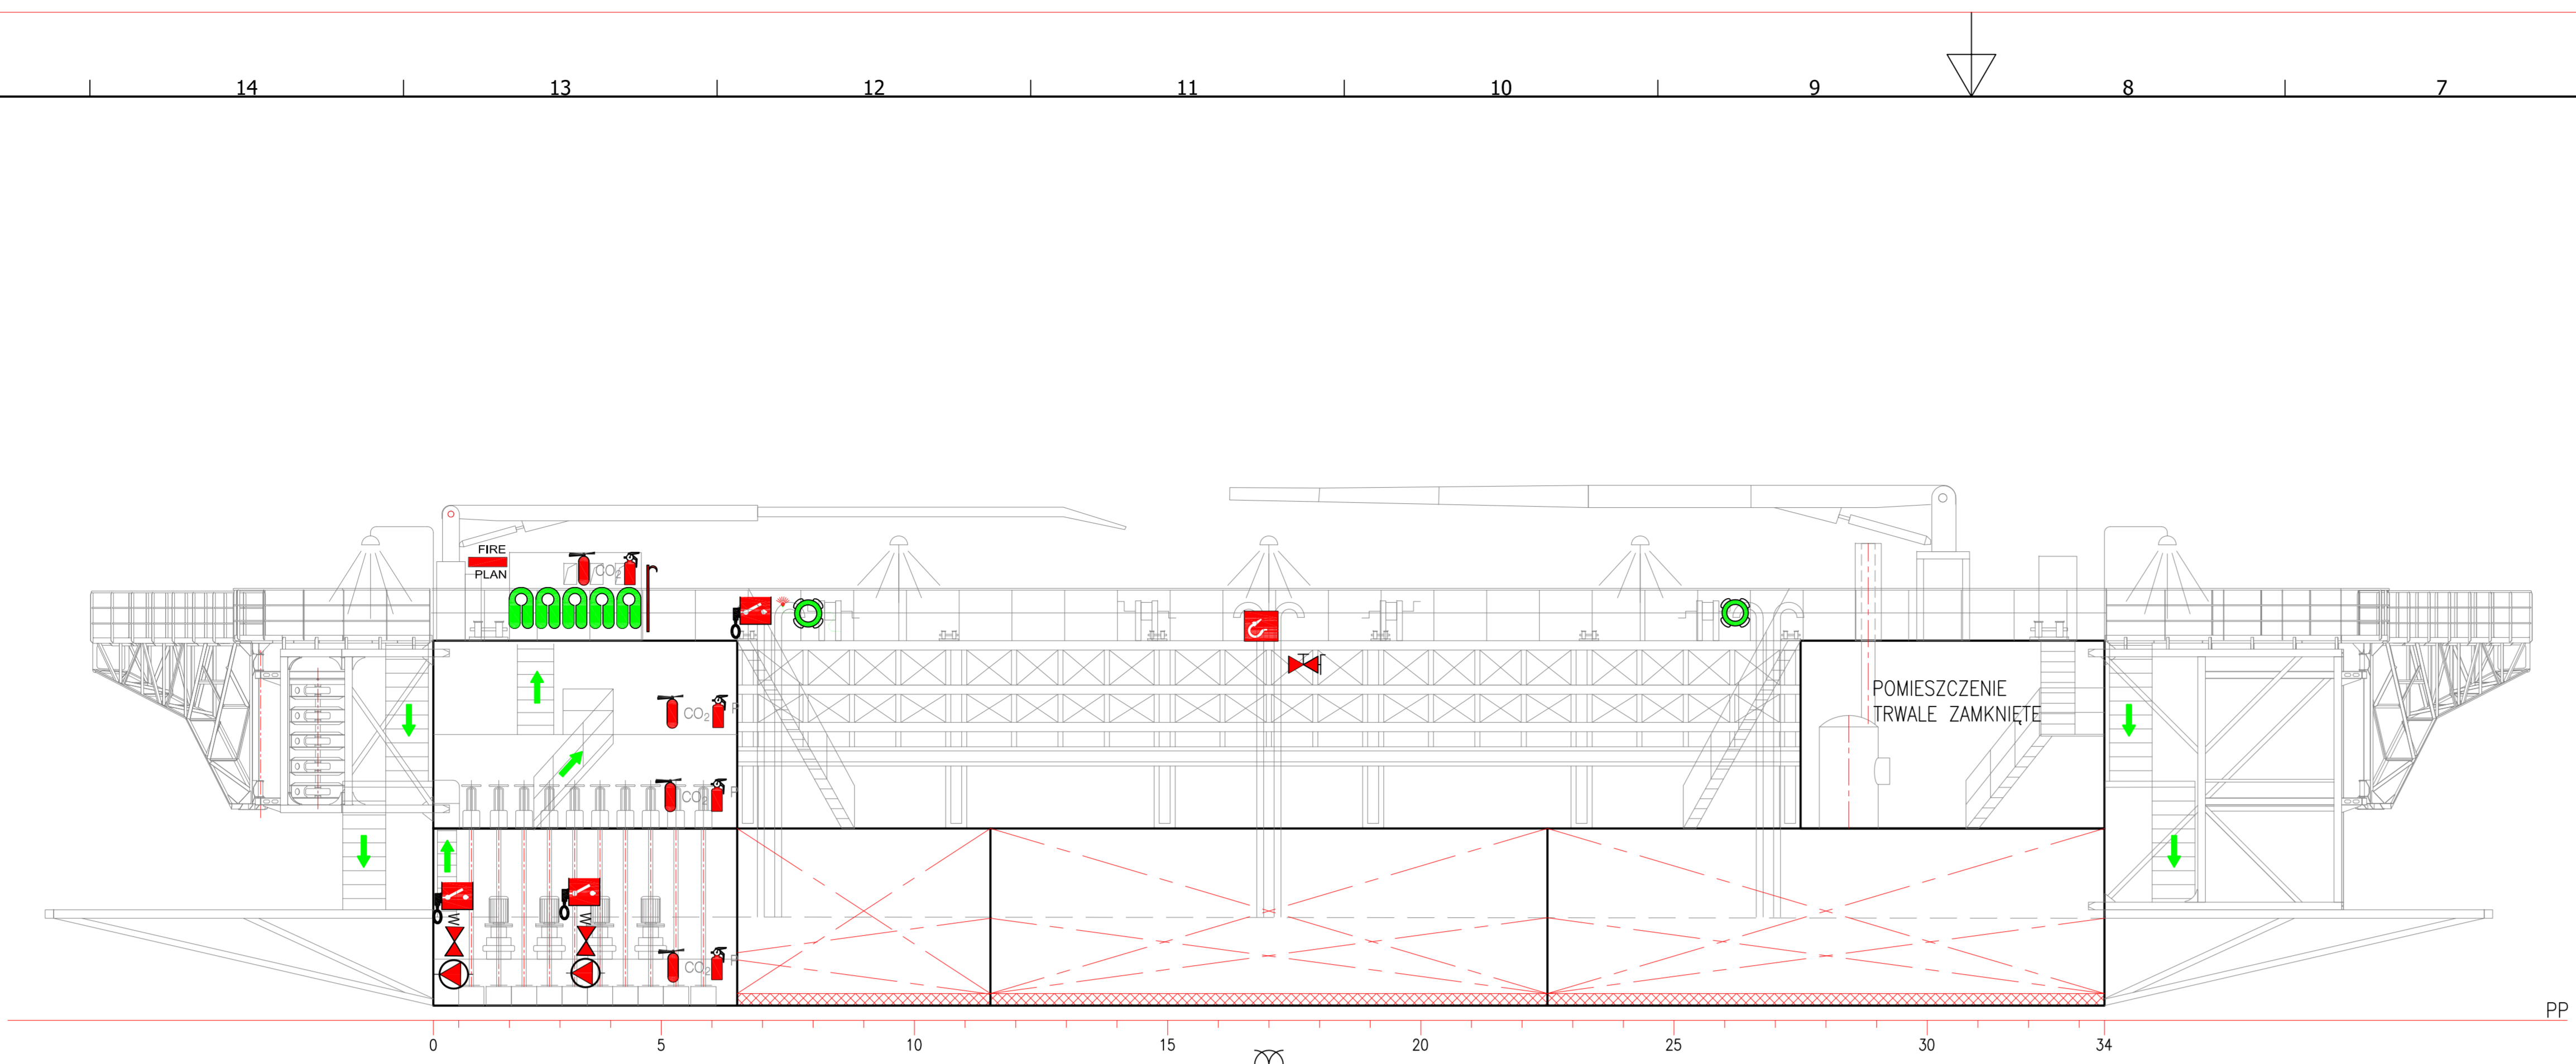 14 13 12 11 10 9 8 7
FIRE
PLAN
CO2
POMIESZCZENIE
TRWALE ZAMKNIĘTE
CO2 P
CO2 P
W W
CO2 P
PP
0 5 10 15 20 25 30 34